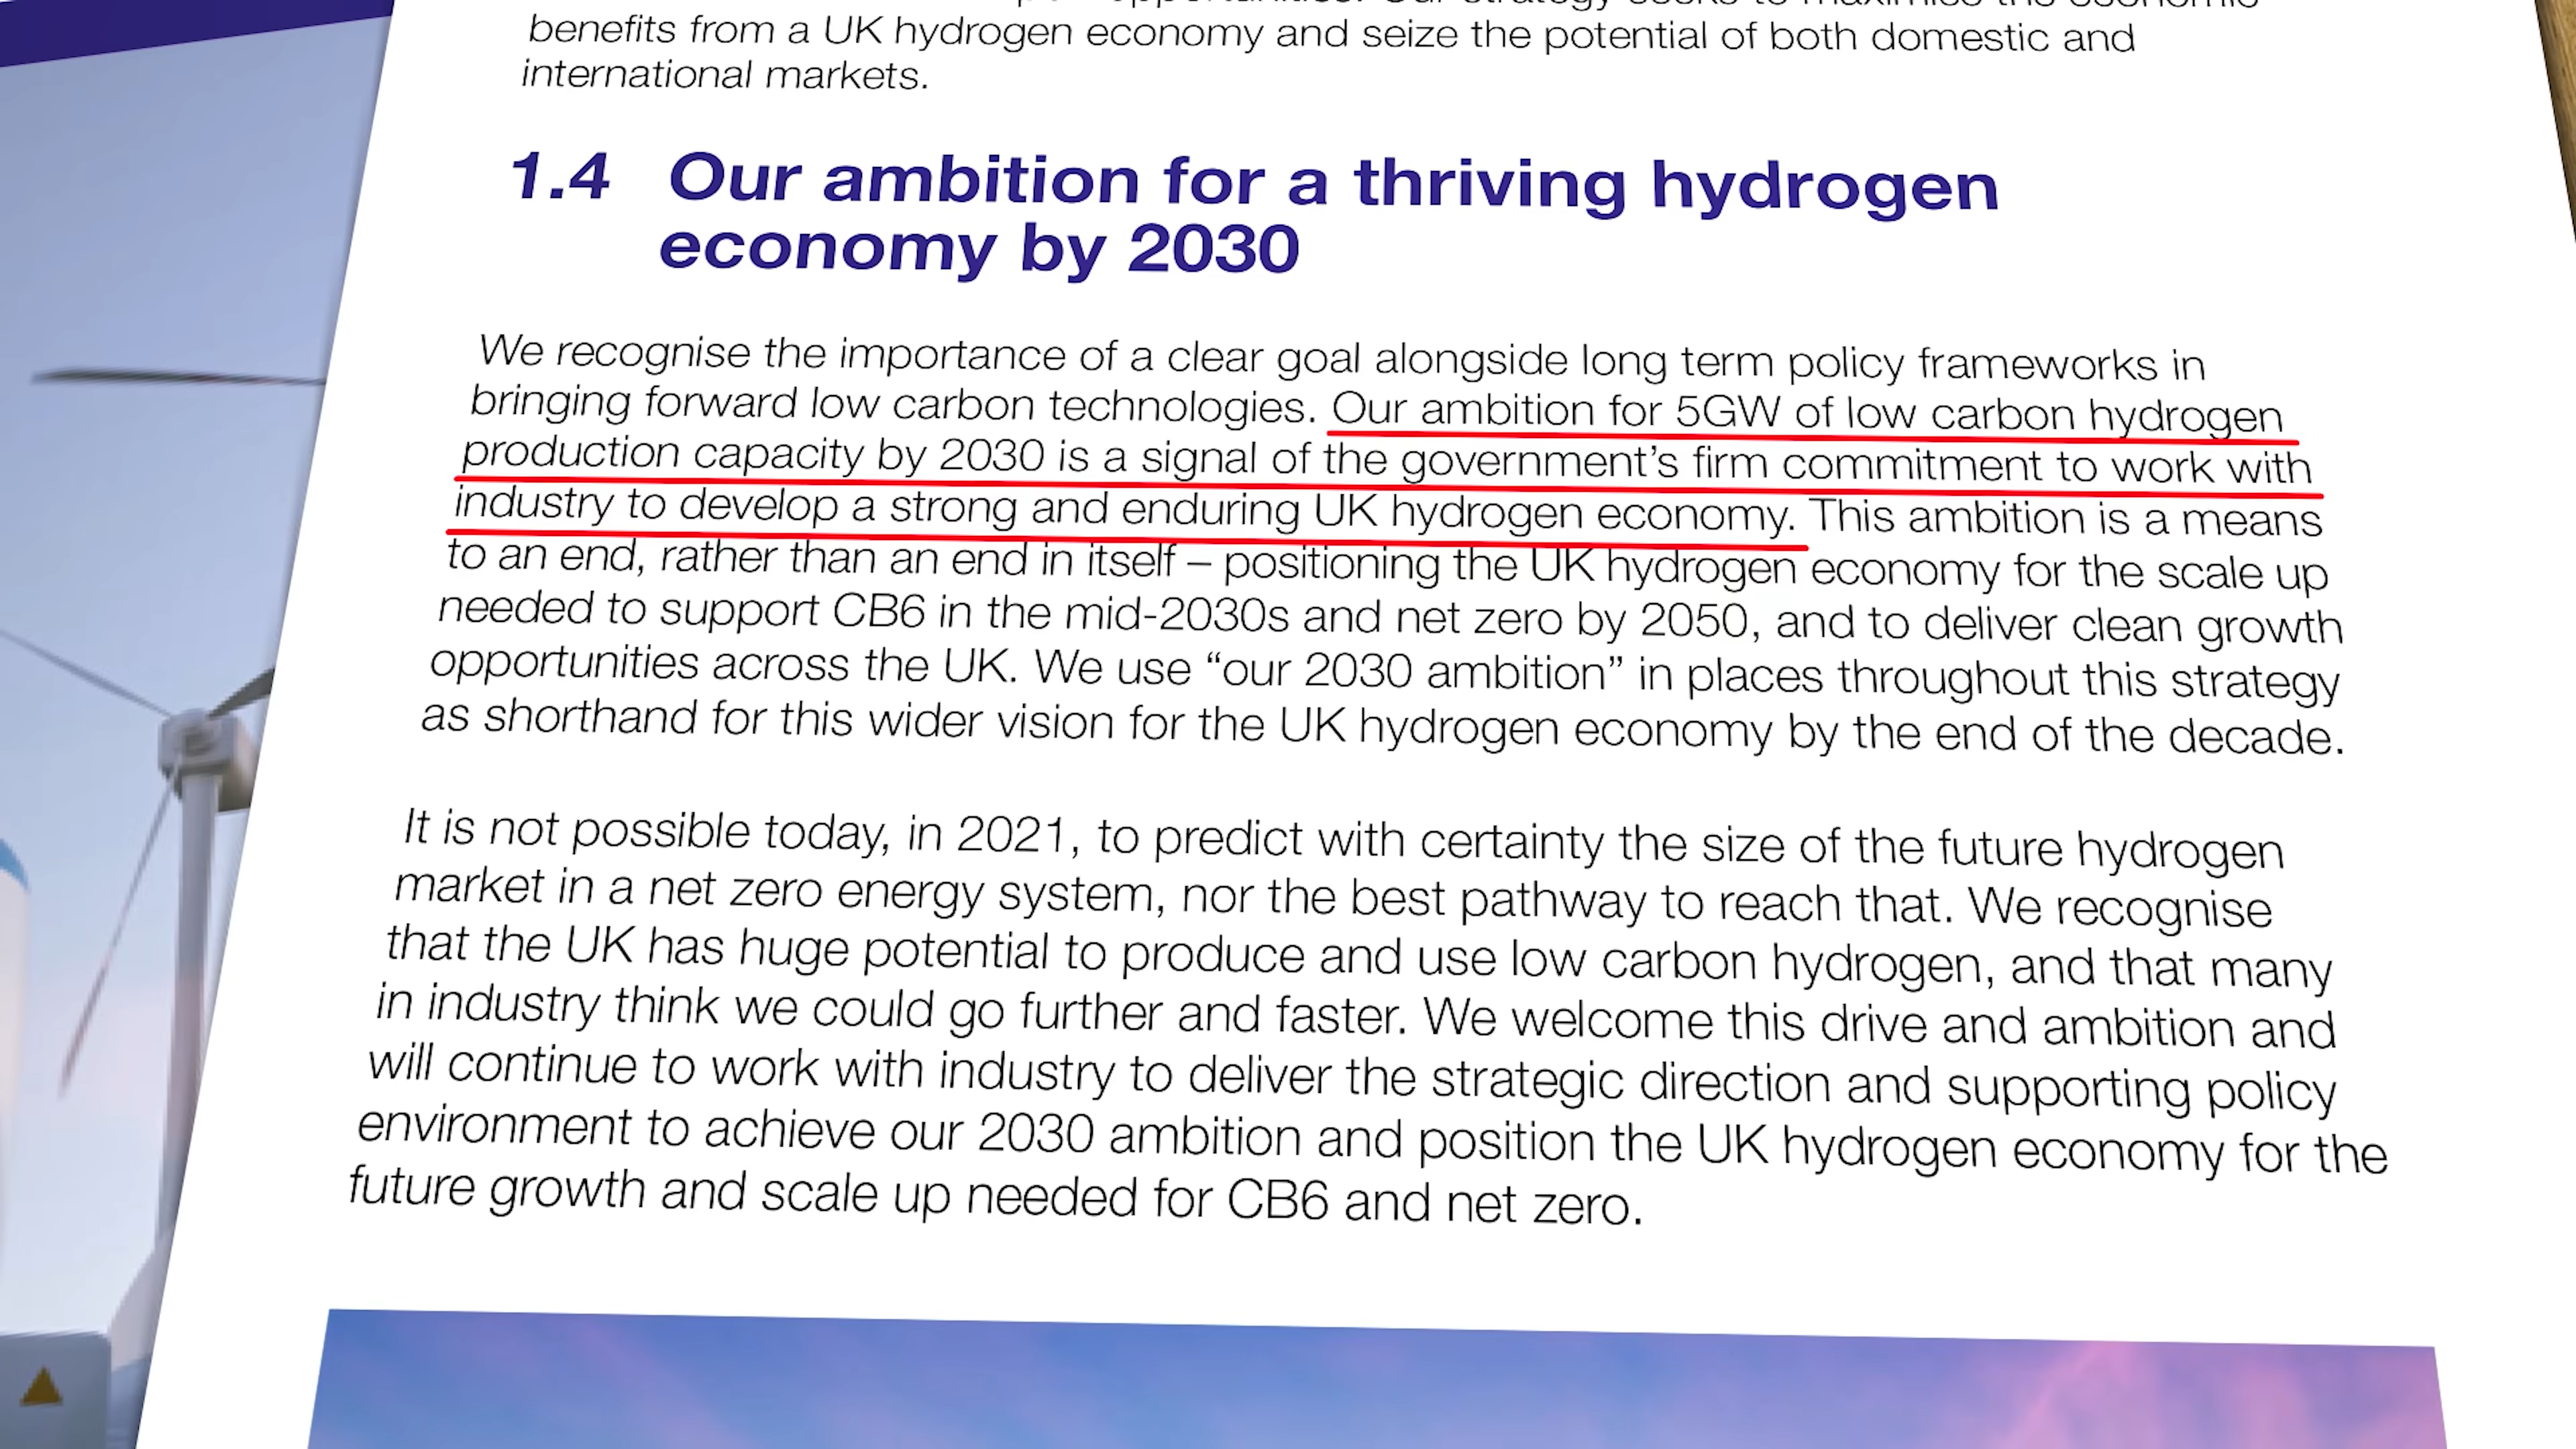 benefits from a UK hydrogen economy and seize the potential of both domestic and
international markets.
1.4 Our ambition for a thriving hydrogen
economy by 2030
We recognise the importance of a clear goal alongside long term policy frameworks in
bringing forward low carbon technologies. Our ambition for 5GW of low carbon hydrogen
production capacity by 2030 is a signal of the government’s firm commitment to work with
industry to develop a strong and enduring UK hydrogen economy. This ambition is a means
to an end, rather than an end in itself – positioning the UK hydrogen economy for the scale up
needed to support CB6 in the mid-2030s and net zero by 2050, and to deliver clean growth
opportunities across the UK. We use “our 2030 ambition” in places throughout this strategy
as shorthand for this wider vision for the UK hydrogen economy by the end of the decade.
It is not possible today, in 2021, to predict with certainty the size of the future hydrogen
market in a net zero energy system, nor the best pathway to reach that. We recognise
that the UK has huge potential to produce and use low carbon hydrogen, and that many
in industry think we could go further and faster. We welcome this drive and ambition and
will continue to work with industry to deliver the strategic direction and supporting policy
environment to achieve our 2030 ambition and position the UK hydrogen economy for the
future growth and scale up needed for CB6 and net zero.